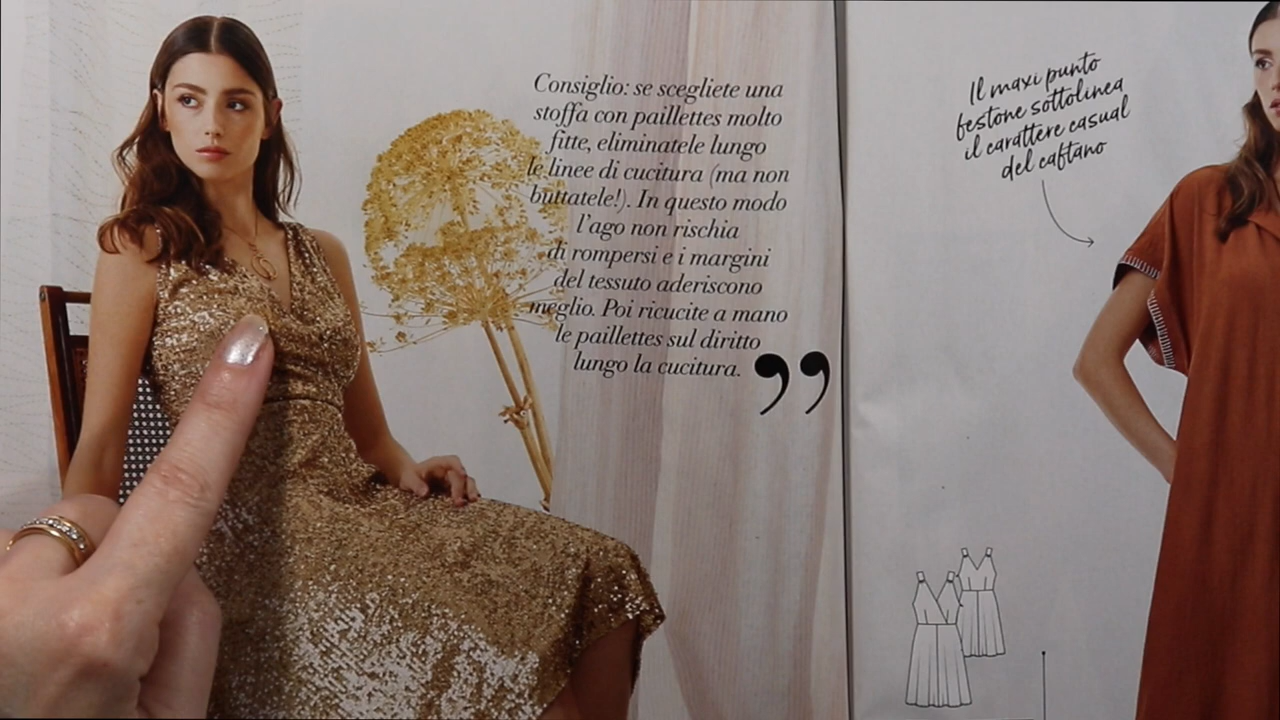 Consiglio: se scegliete una
stoffa con paillettes molto
fitte, eliminatele lungo
le linee di cucitura (ma non
buttatele!). In questo modo
l'ago non rischia
di rompersi e i margini
del tessuto aderiscono
meglio. Poi ricucite a mano
le paillettes sul diritto
lungo la cucitura. ”
Il maxi punto
festone sottolinea
il carattere casual
del caftano